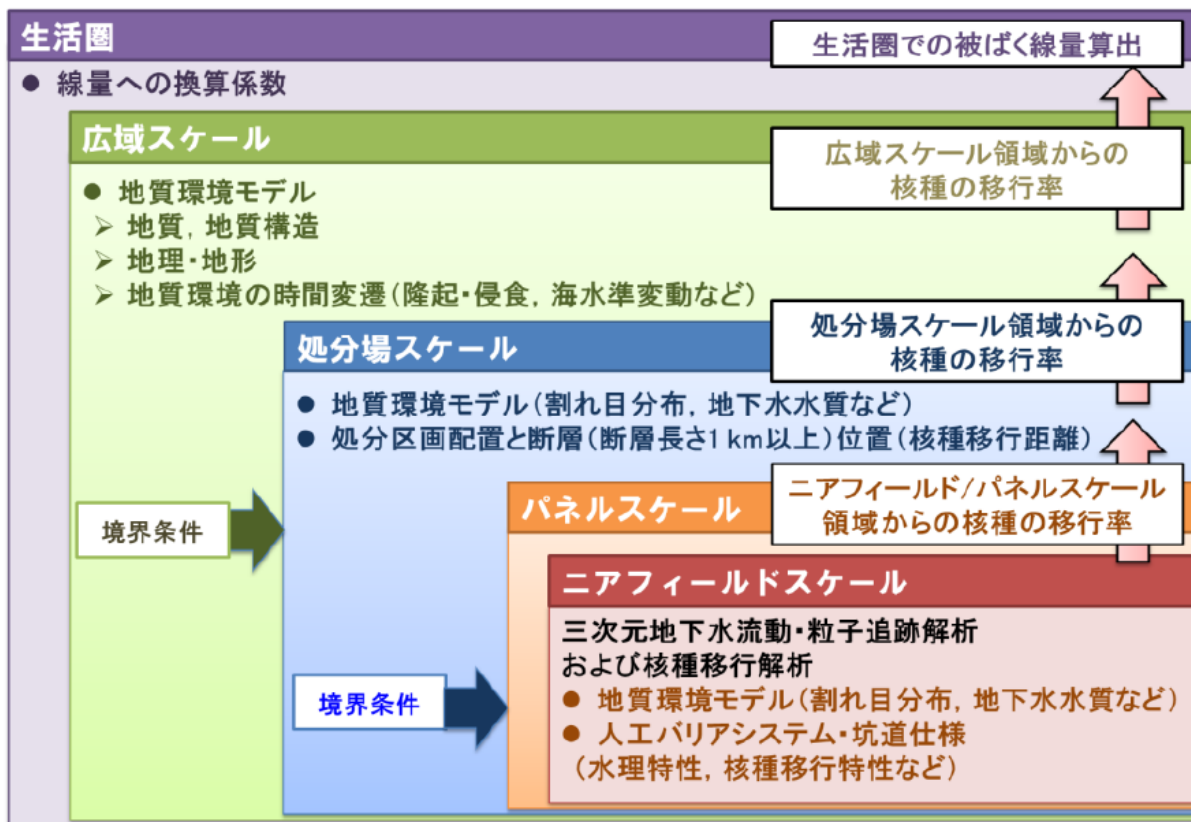 生活圏
生活圏での被ばく線量算出
● 線量への換算係数
広域スケール
広域スケール領域からの
核種の移行率
● 地質環境モデル
➢ 地質，地質構造
➢ 地理・地形
➢ 地質環境の時間変遷（隆起・侵食，海水準変動など）
処分場スケール
処分場スケール領域からの
核種の移行率
● 地質環境モデル（割れ目分布，地下水水質など）
● 処分区画配置と断層（断層長さ1 km以上）位置（核種移行距離）
境界条件
パネルスケール
ニアフィールド/パネルスケール
領域からの核種の移行率
ニアフィールドスケール
三次元地下水流動・粒子追跡解析
および核種移行解析
境界条件
● 地質環境モデル（割れ目分布，地下水水質など）
● 人工バリアシステム・坑道仕様
（水理特性，核種移行特性など）